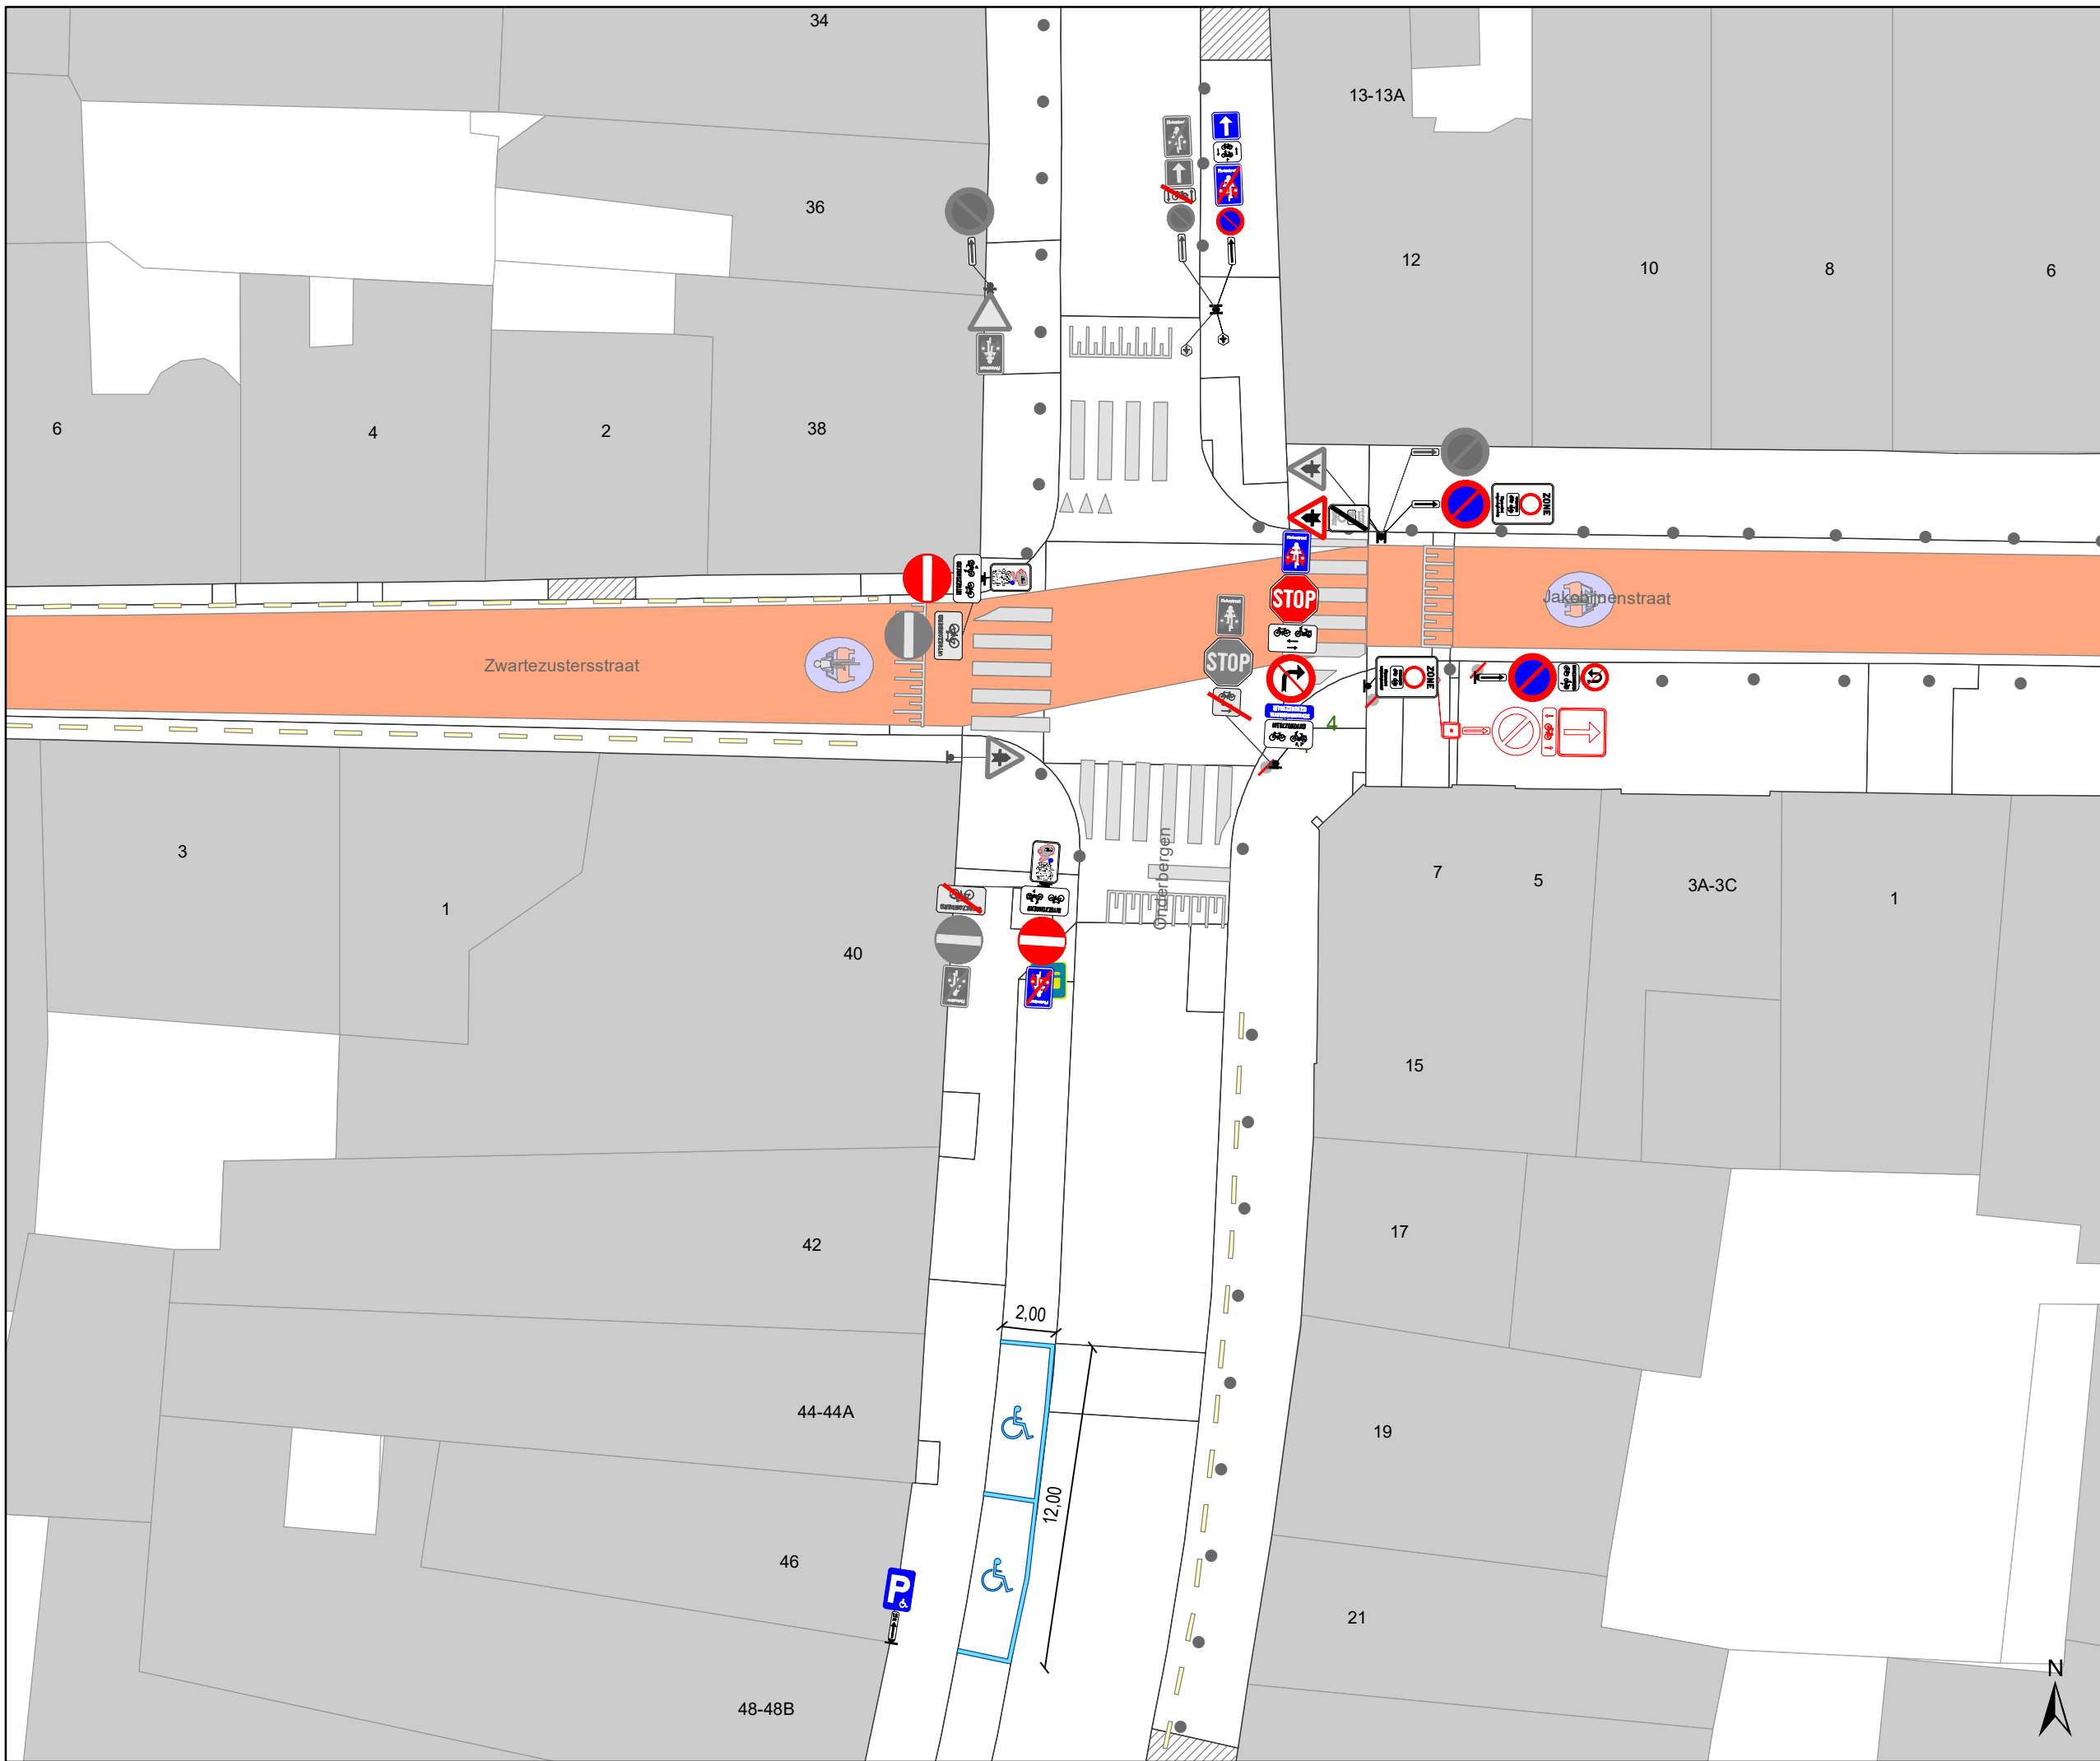 34
13-13A
36
12
10
8
6
6
4
2
38
ZONE
UITGEZONDERD
STOP
Jakobijnenstraat
UITGEZONDERD
Zwartezustersstraat
STOP
ZONE
4
3
1
Onderbergen
7
5
3A-3C
1
40
15
42
17
2,00
44-44A
19
12,00
46
P
21
48-48B
N